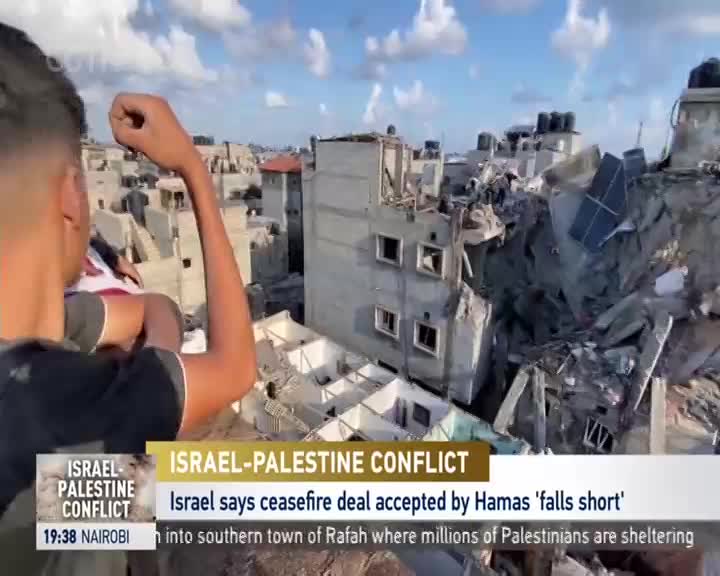 ISRAEL-PALESTINE CONFLICT
Israel says ceasefire deal accepted by Hamas 'falls short'
ISRAEL-
PALESTINE
CONFLICT
19:38 NAIROBI
into southern town of Rafah where millions of Palestinians are sheltering